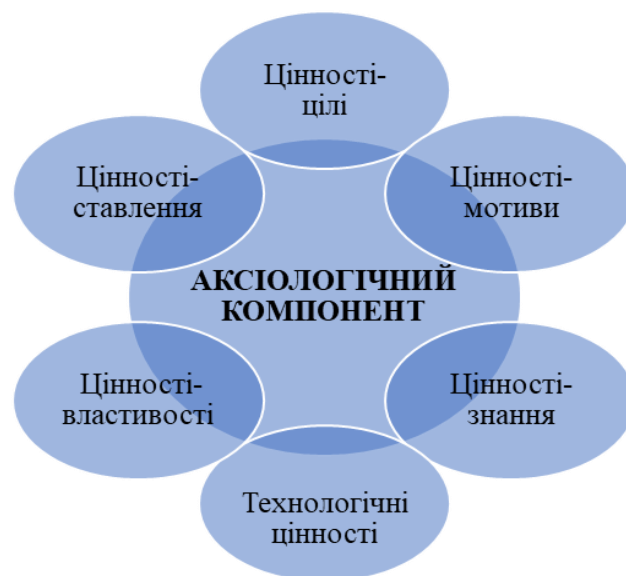 Цінності-
цілі
Цінності-
ставлення
Цінності-
мотиви
АКСІОЛОГІЧНИЙ
КОМПОНЕНТ
Цінності-
властивості
Цінності-
знання
Технологічні
цінності